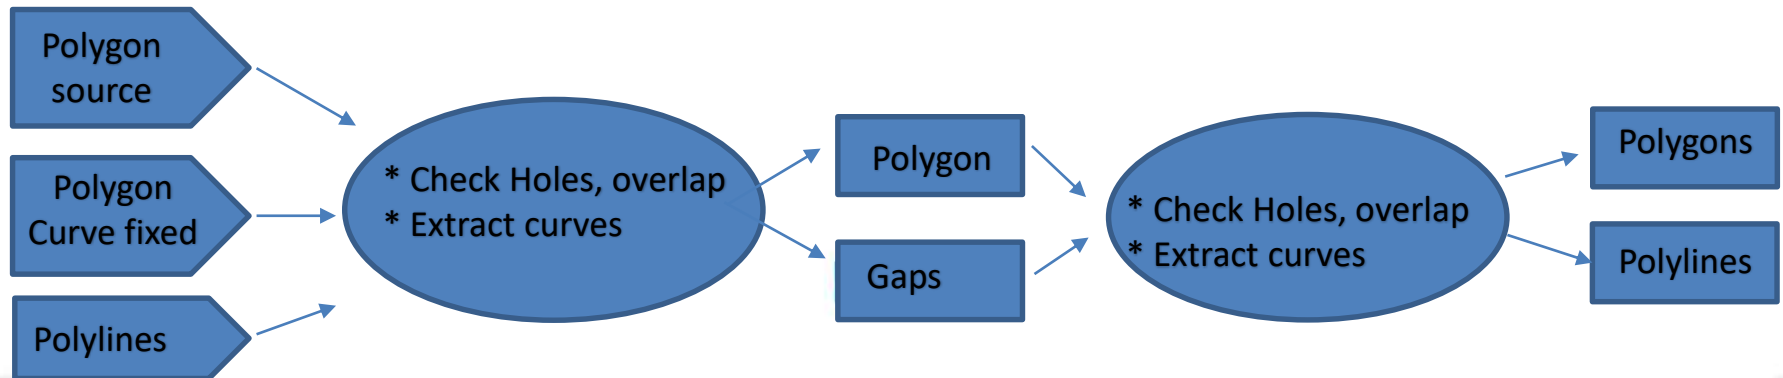 Polygon
source
Polygon
Curve fixed
Polylines
* Check Holes, overlap
* Extract curves
Polygon
Gaps
* Check Holes, overlap
* Extract curves
Polygons
Polylines